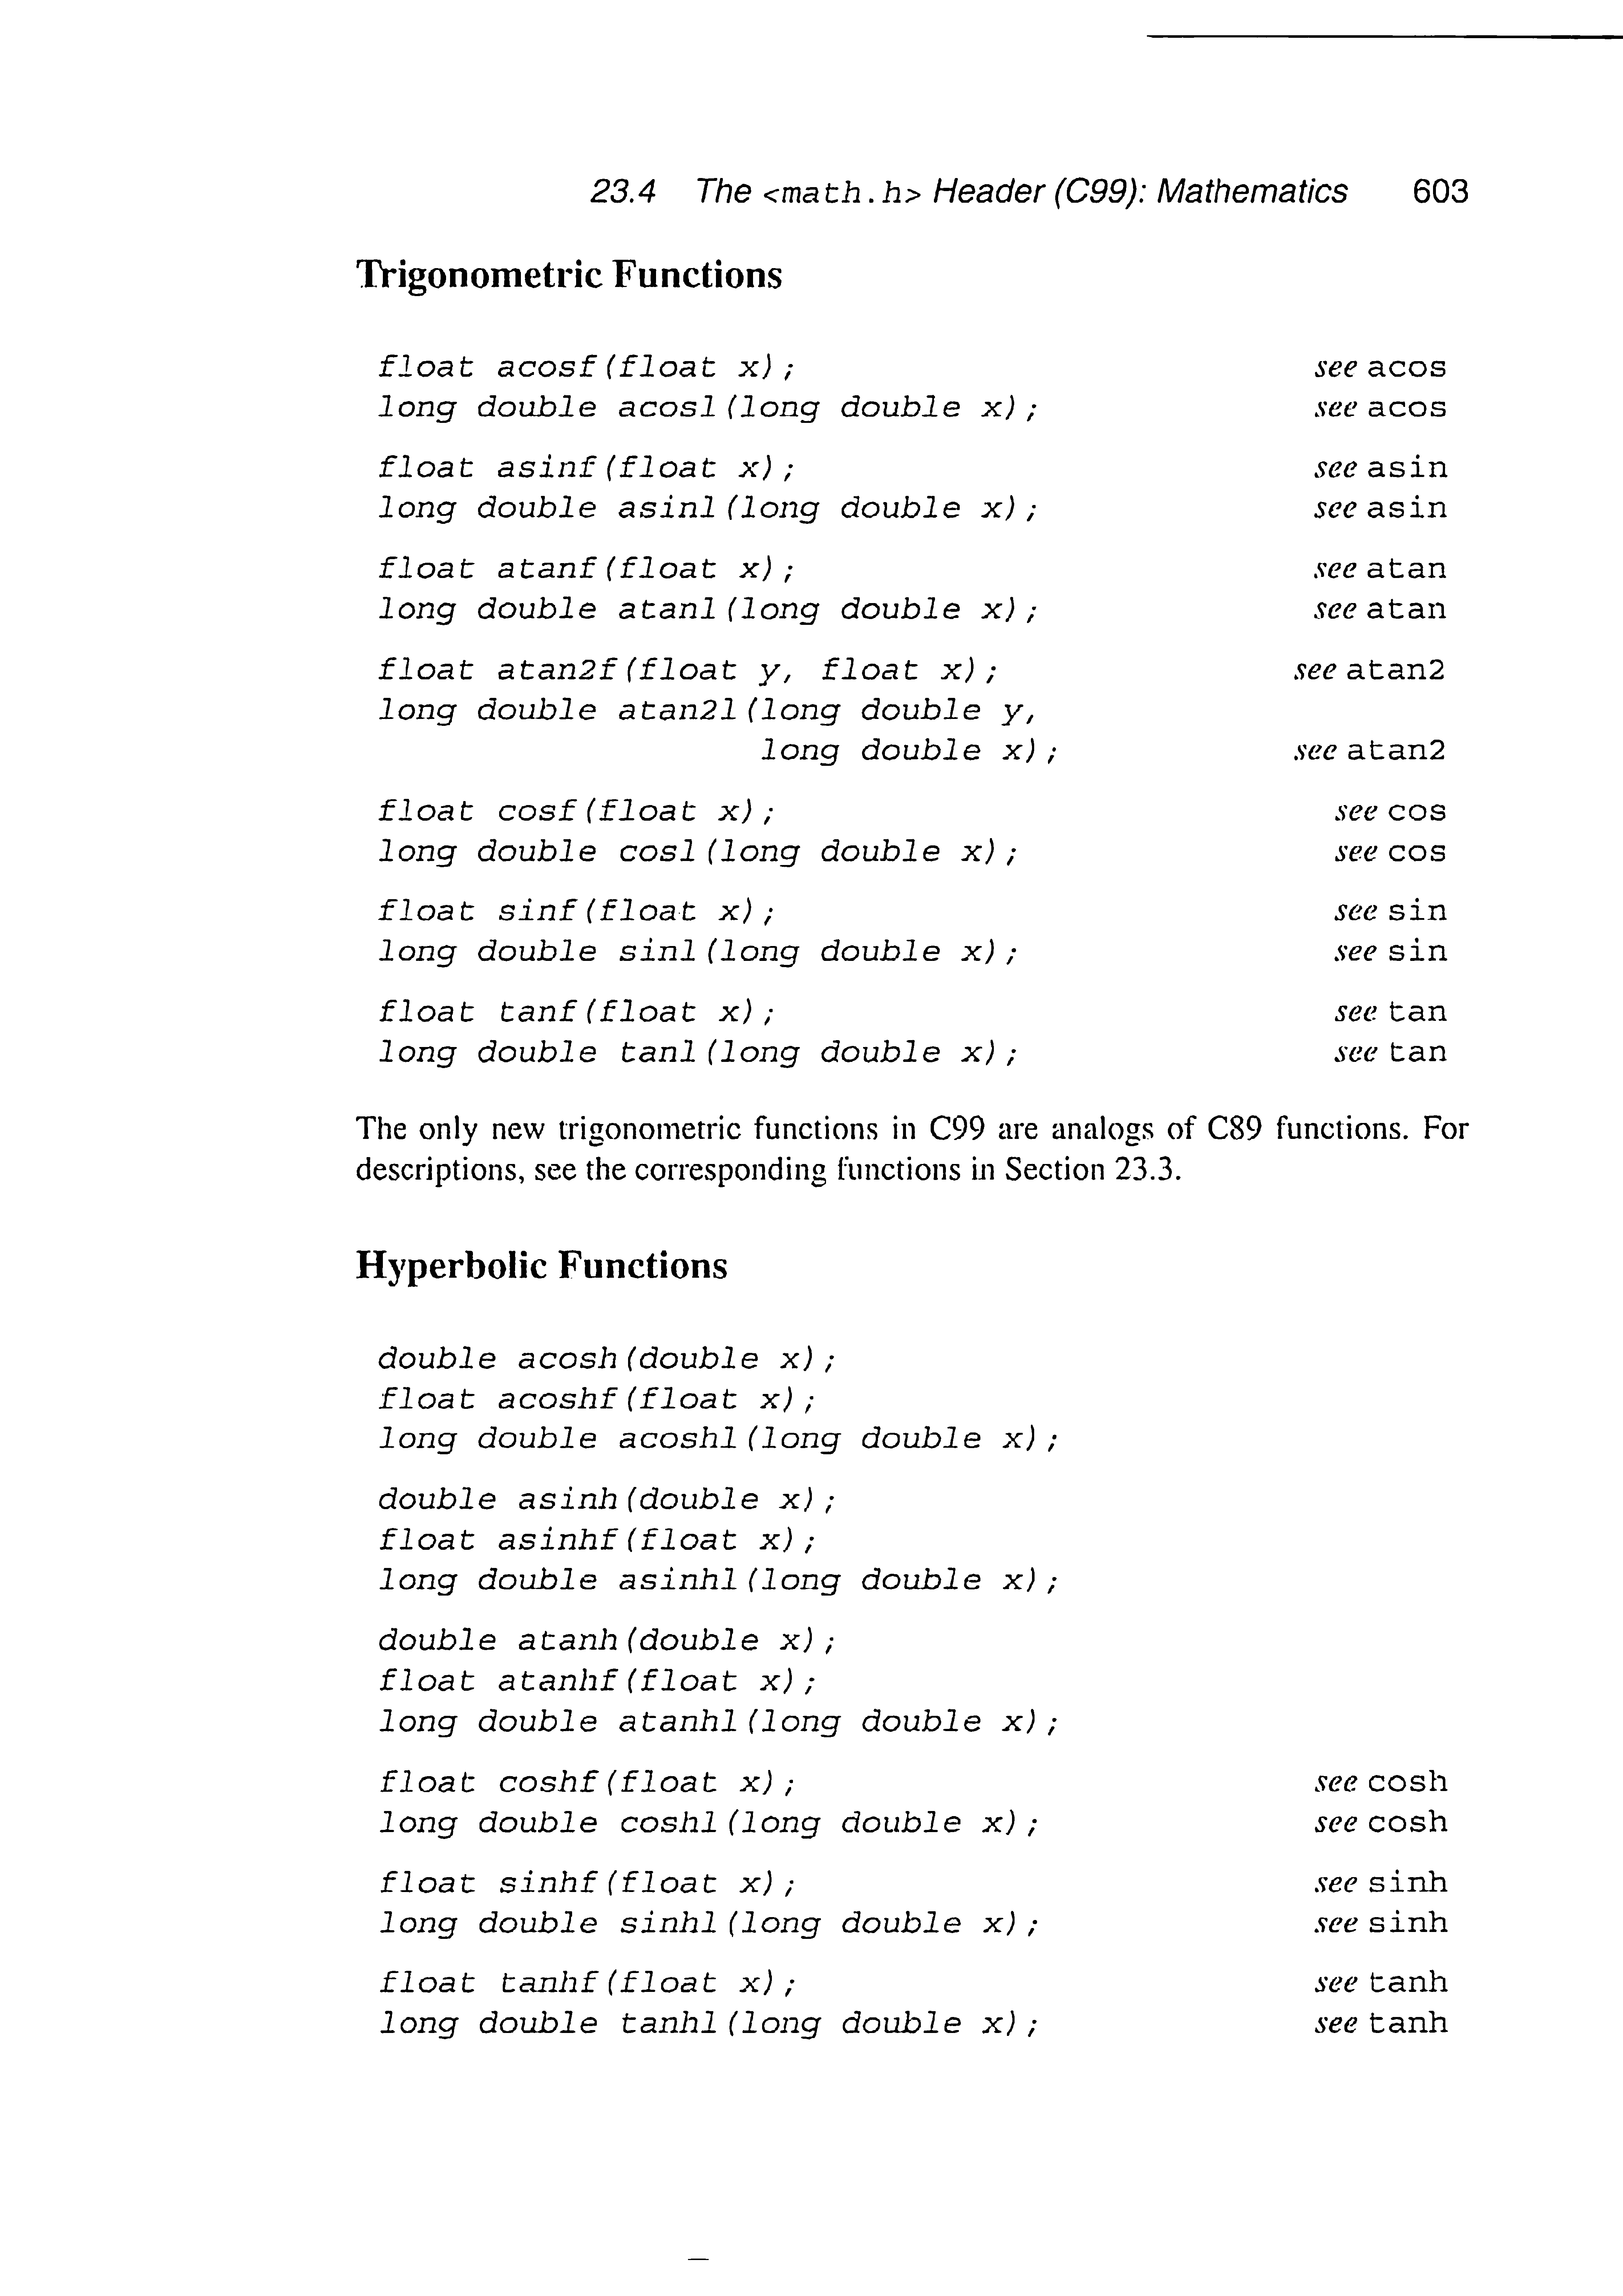 23.4 The <math.h> Header (C99): Mathematics 603
Trigonometric Functions
float acosf(float x); see acos
long double acosl(long double x); see acos
float asinf(float x); see asin
long double asinl(long double x); see asin
float atanf(float x); see atan
long double atanl(long double x); see atan
float atan2f(float y, float x); see atan2
long double atan2l(long double y,
long double x); see atan2
float cosf(float x); see cos
long double cosl(long double x); see cos
float sinf(float x); see sin
long double sinl(long double x); see sin
float tanf(float x); see tan
long double tanl(long double x); see tan
The only new trigonometric functions in C99 are analogs of C89 functions. For
descriptions, see the corresponding functions in Section 23.3.
Hyperbolic Functions
double acosh(double x);
float acoshf(float x);
long double acoshl(long double x);
double asinh(double x);
float asinhf(float x);
long double asinhl(long double x);
double atanh(double x);
float atanhf(float x);
long double atanhl(long double x);
float coshf(float x); see cosh
long double coshl(long double x); see cosh
float sinhf(float x); see sinh
long double sinhl(long double x); see sinh
float tanhf(float x); see tanh
long double tanhl(long double x); see tanh